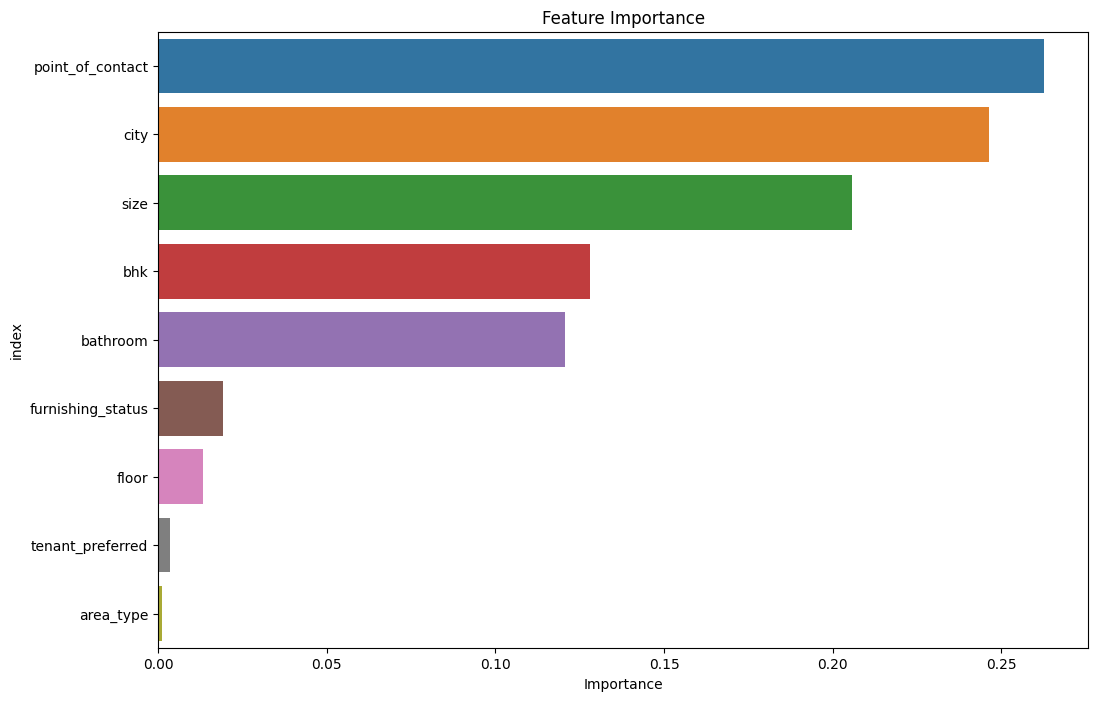 Feature Importance
point_of_contact
city
size
bhk
bathroom
furnishing_status
floor
tenant_preferred
area_type
index
0.00 0.05 0.10 0.15 0.20 0.25
Importance